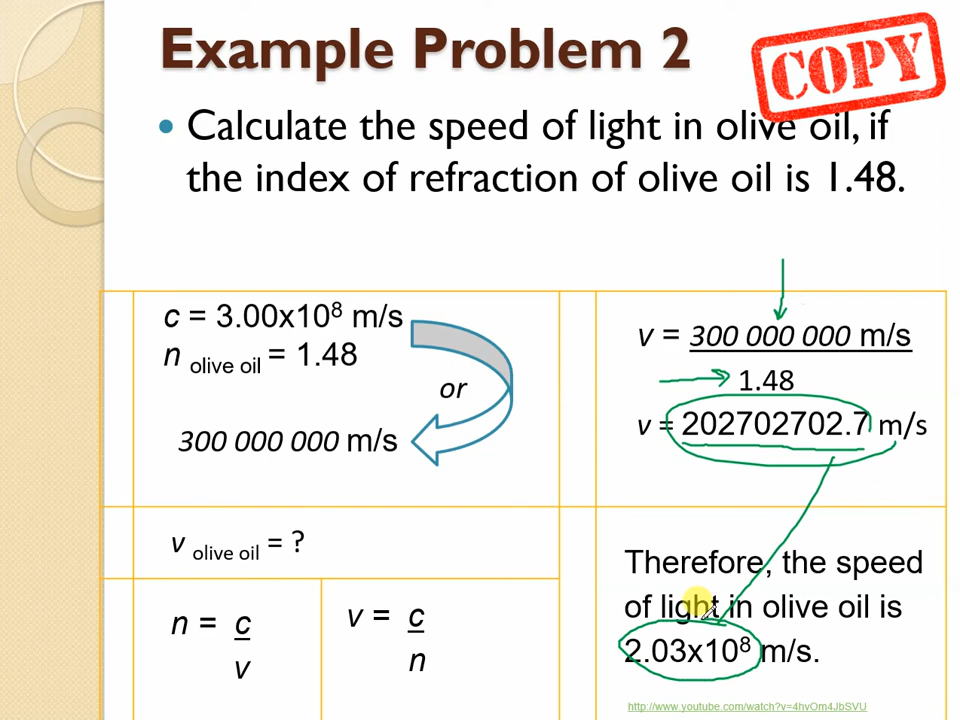 Example Problem 2
COPY
Calculate the speed of light in olive oil, if
the index of refraction of olive oil is 1.48.
c = 3.00x10⁸ m/s
n olive oil = 1.48
or
300 000 000 m/s
v = 300 000 000 m/s
1.48
v = 202702702.7 m/s
v olive oil = ?
n = c
v
v = c
n
Therefore, the speed
of light in olive oil is
2.03x10⁸ m/s.
http://www.youtube.com/watch?v=4hvOm4JbSVU